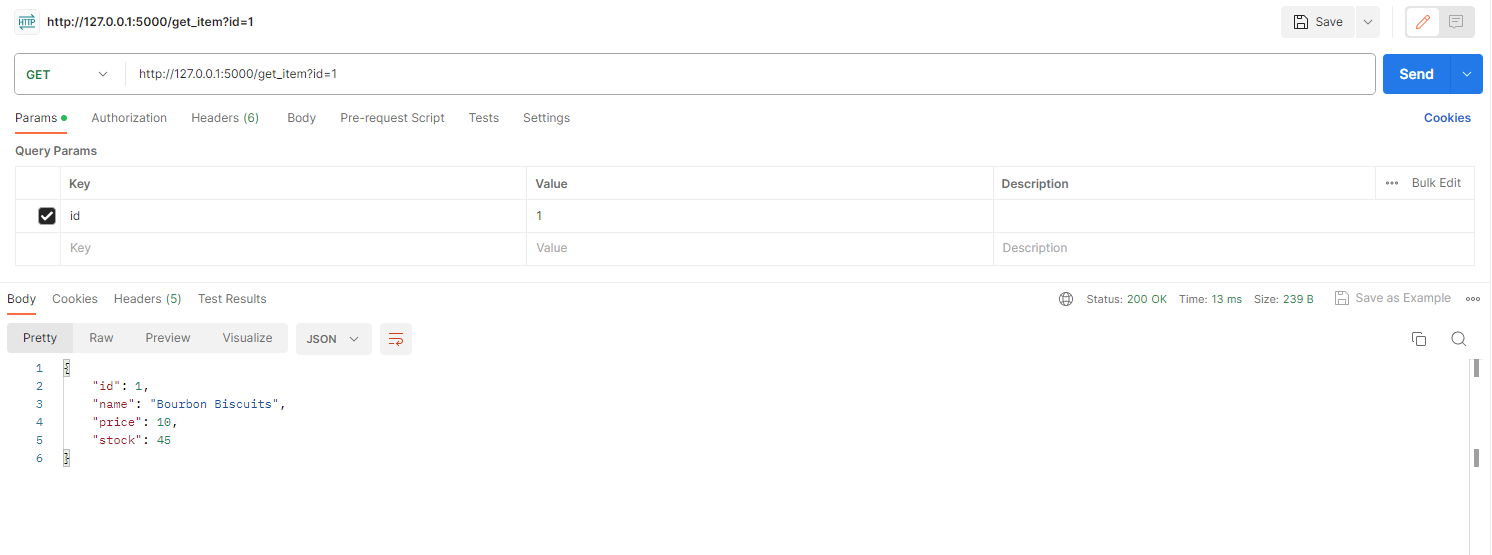 HTTP http://127.0.0.1:5000/get_item?id=1 Save
GET http://127.0.0.1:5000/get_item?id=1 Send
Params Authorization Headers (6) Body Pre-request Script Tests Settings Cookies
Query Params
Key Value Description Bulk Edit
id 1
Key Value Description
Body Cookies Headers (5) Test Results Status: 200 OK Time: 13 ms Size: 239 B Save as Example
Pretty Raw Preview Visualize JSON
1 {
2 "id": 1,
3 "name": "Bourbon Biscuits",
4 "price": 10,
5 "stock": 45
6 }